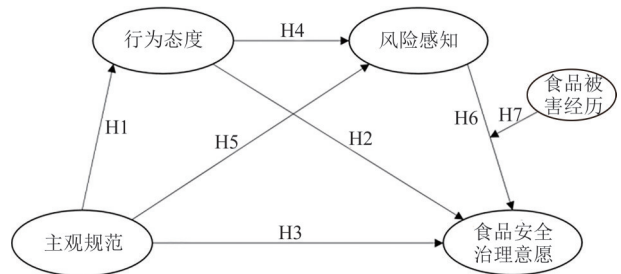 行为态度
H4
风险感知
食品被
害经历
H1
H5
H2
H6
H7
主观规范
H3
食品安全
治理意愿